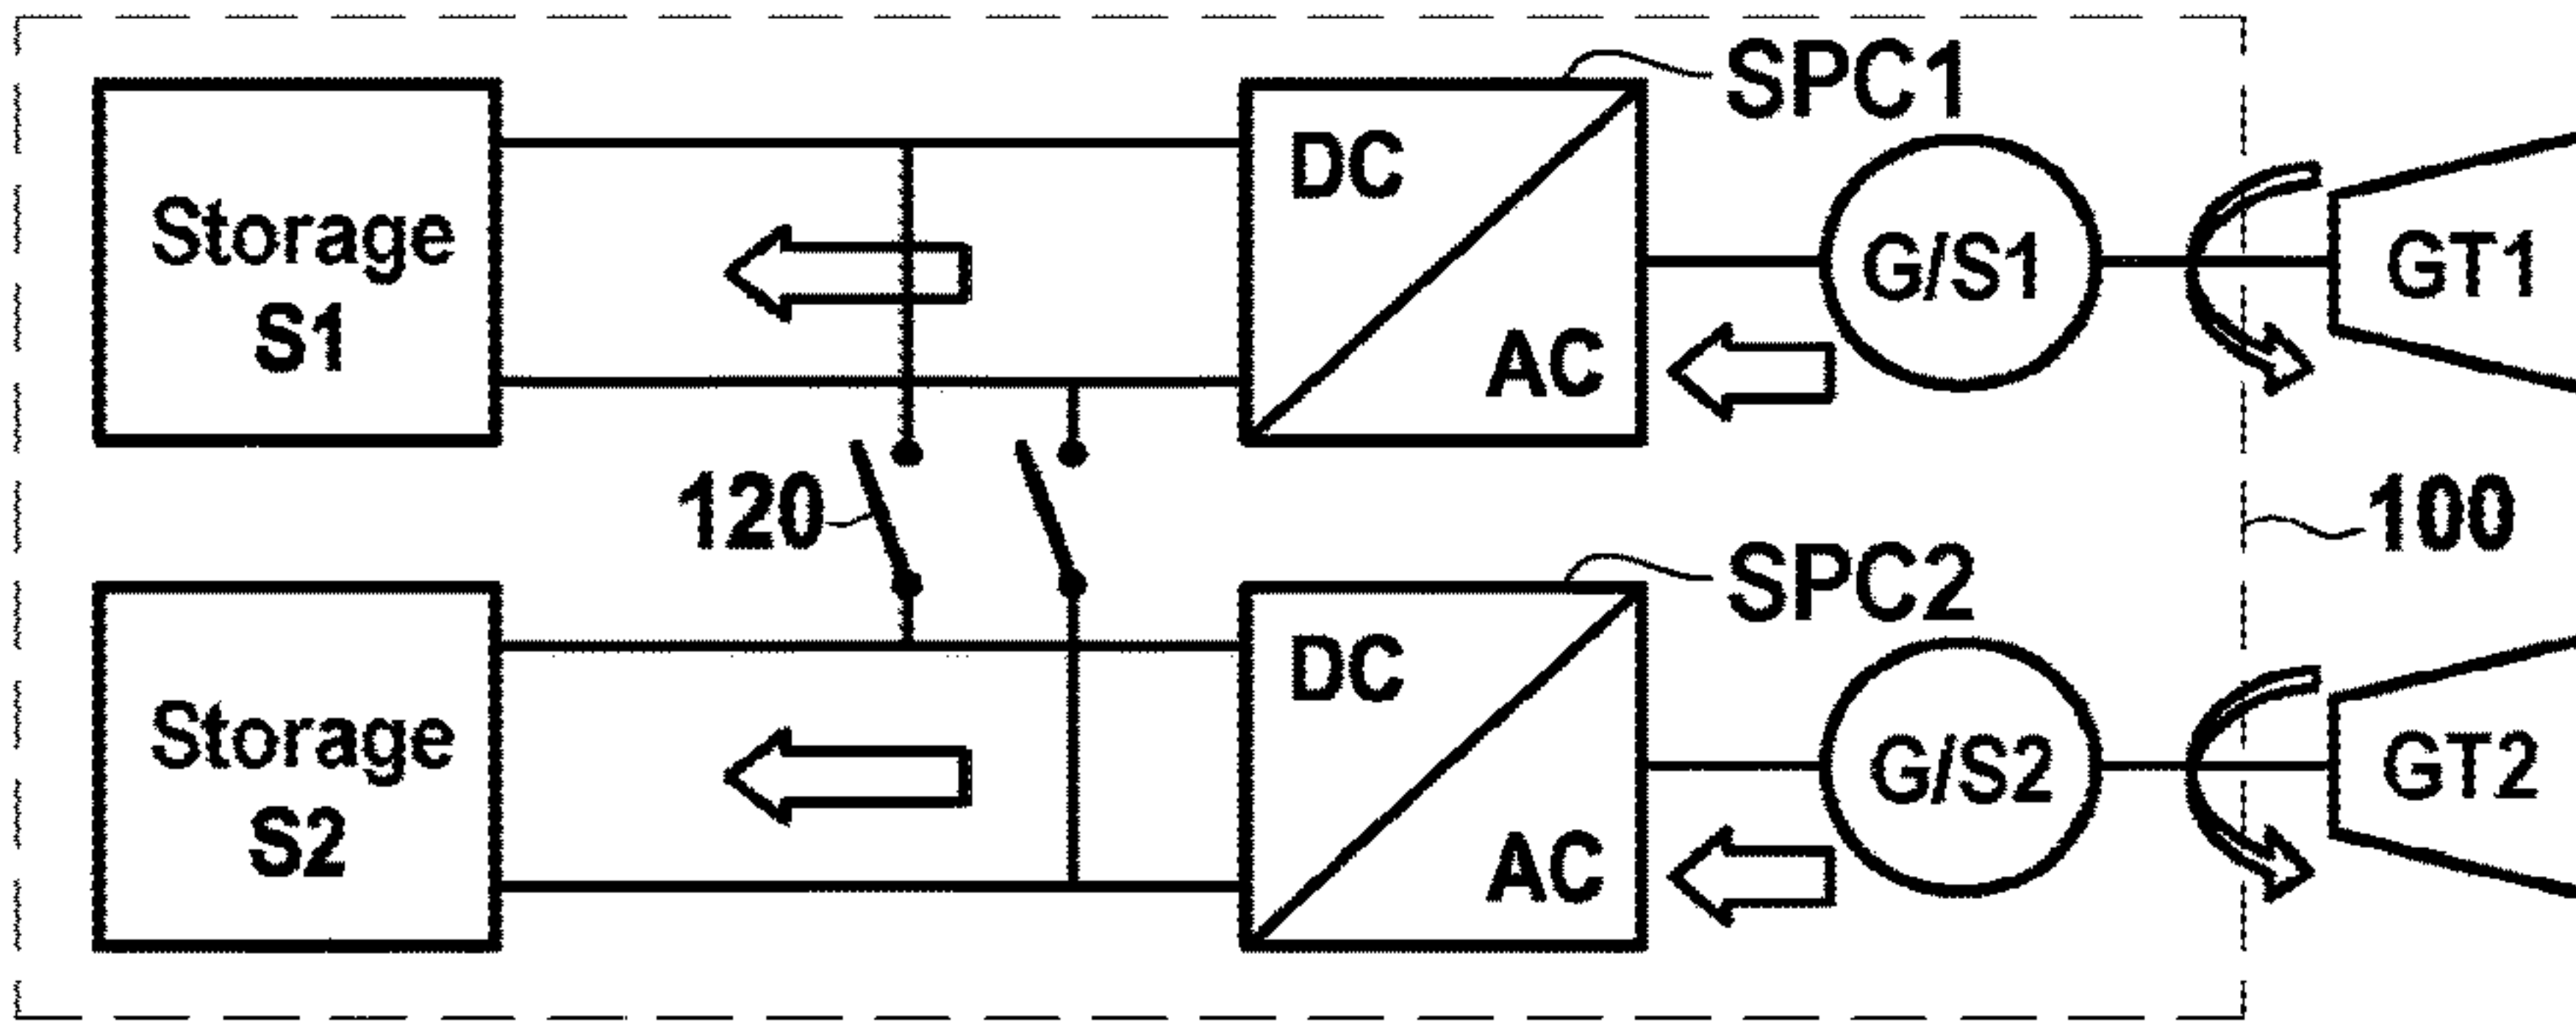 SPC1
DC
Storage
S1
G/S1
GT1
AC
120
100
SPC2
DC
Storage
S2
G/S2
GT2
AC